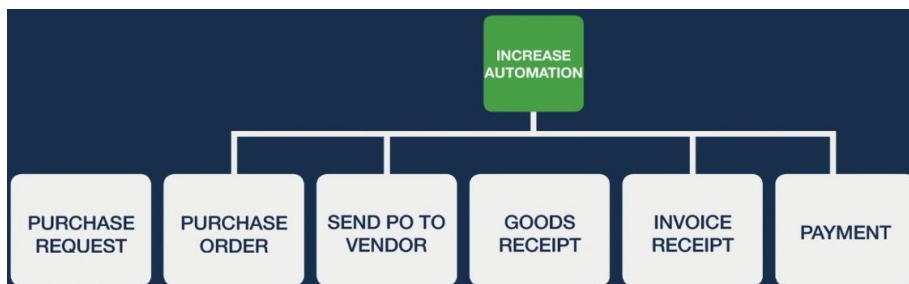 INCREASE
AUTOMATION
PURCHASE
REQUEST
PURCHASE
ORDER
SEND PO TO
VENDOR
GOODS
RECEIPT
INVOICE
RECEIPT
PAYMENT